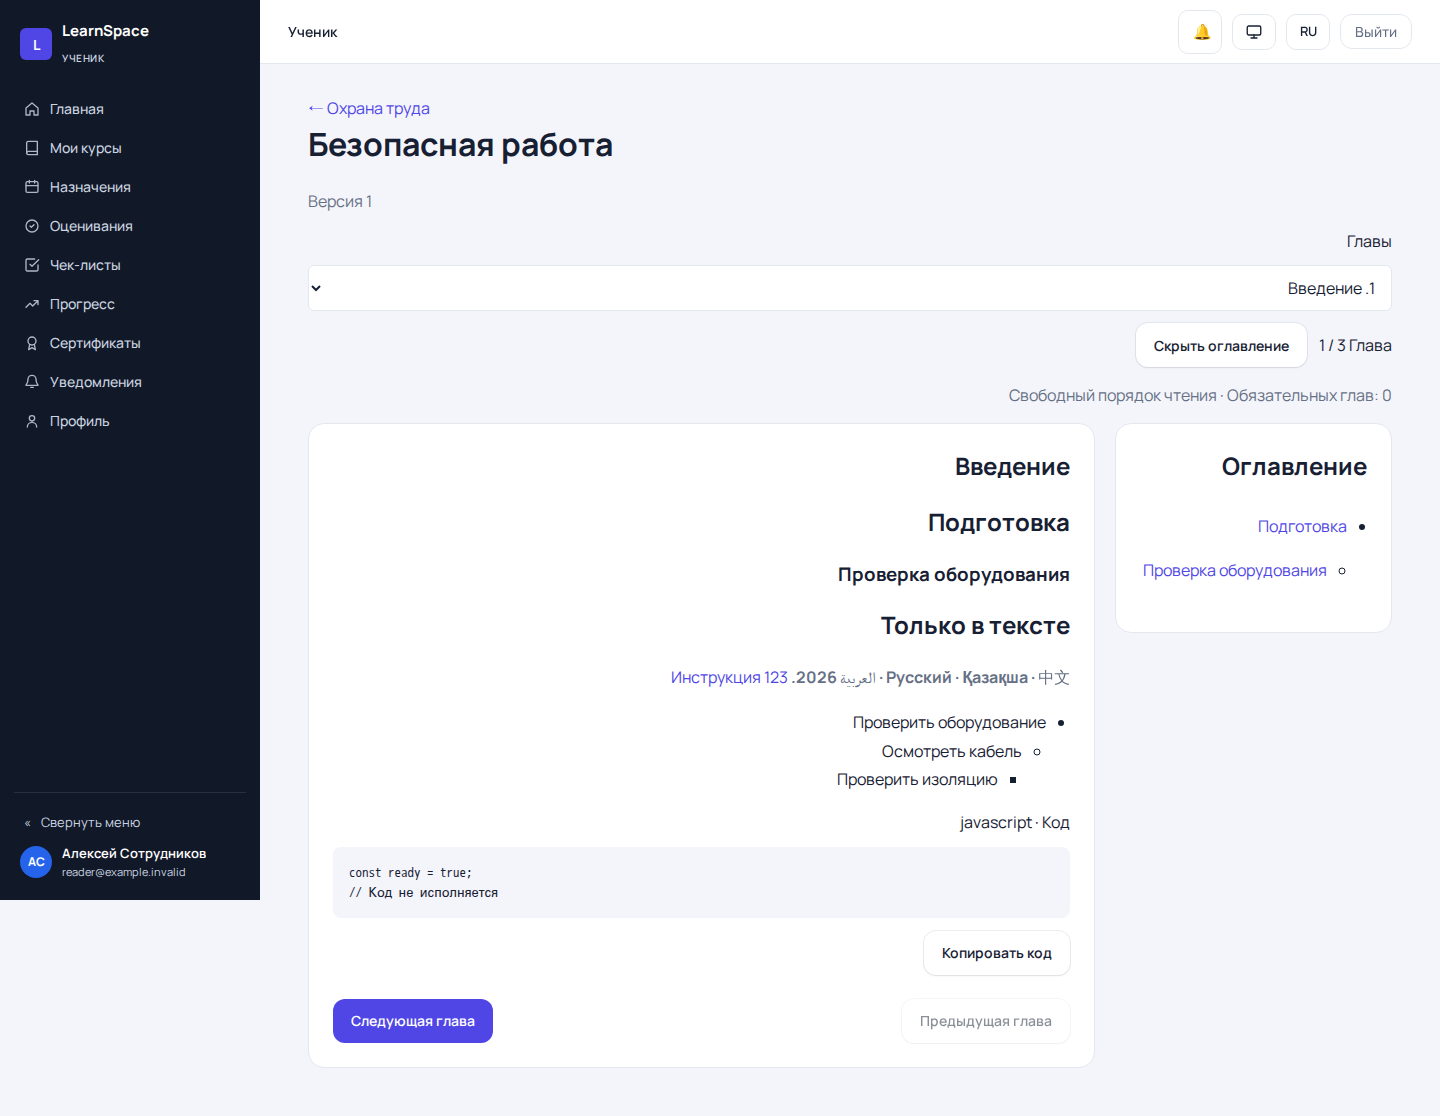 L
LearnSpace
УЧЕНИК
Главная
Мои курсы
Назначения
Оценивания
Чек-листы
Прогресс
Сертификаты
Уведомления
Профиль
« Свернуть меню
АС
Алексей Сотрудников
reader@example.invalid
Ученик
RU
Выйти
← Охрана труда
Безопасная работа
Версия 1
Главы
1. Введение
1 / 3 Глава
Скрыть оглавление
Свободный порядок чтения · Обязательных глав: 0
Введение
Подготовка
Проверка оборудования
Только в тексте
中文 · Русский · Қазақша · العربية 2026. Инструкция 123
Проверить оборудование
Осмотреть кабель
Проверить изоляцию
javascript · Код
const ready = true;
// Код не исполняется
Копировать код
Предыдущая глава
Следующая глава
Оглавление
Подготовка
Проверка оборудования